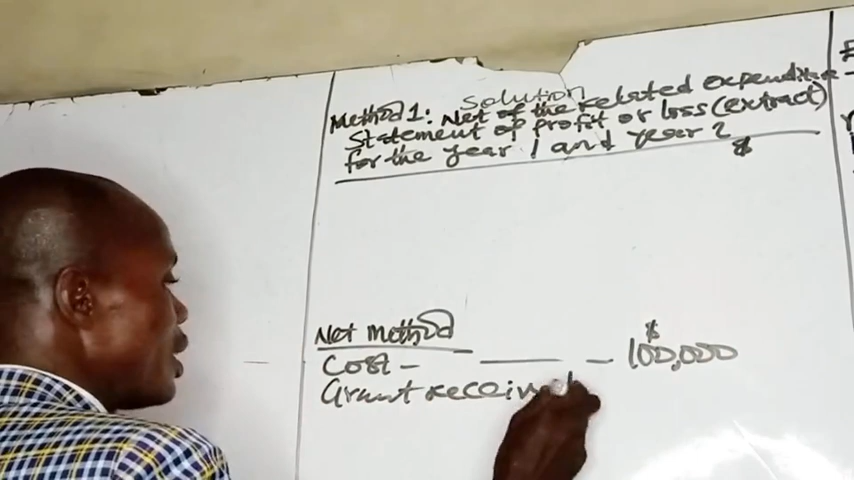 Solution
Method 1: Net of the related expenditure
Statement of profit or loss (extract)
for the year 1 and year 2
$
Net method
$
Cost - — - 100,000
Grant received